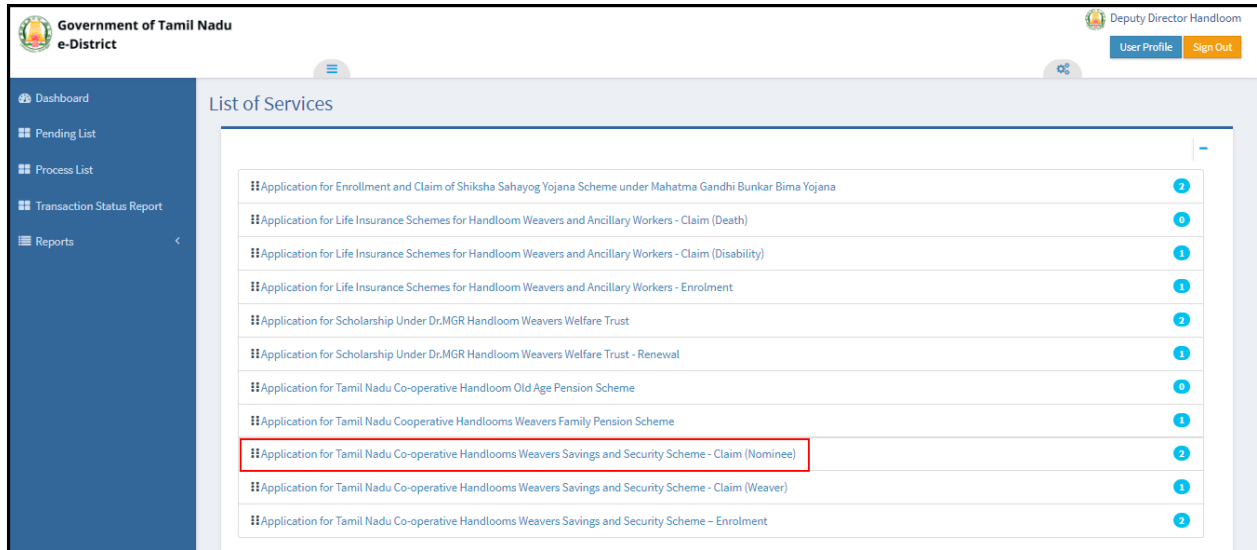 Government of Tamil Nadu
e-District
Deputy Director Handloom
User Profile
Sign Out
Dashboard
Pending List
Process List
Transaction Status Report
Reports
List of Services
Application for Enrollment and Claim of Shiksha Sahayog Yojana Scheme under Mahatma Gandhi Bunkar Bima Yojana 2
Application for Life Insurance Schemes for Handloom Weavers and Ancillary Workers - Claim (Death) 0
Application for Life Insurance Schemes for Handloom Weavers and Ancillary Workers - Claim (Disability) 1
Application for Life Insurance Schemes for Handloom Weavers and Ancillary Workers - Enrolment 1
Application for Scholarship Under Dr.MGR Handloom Weavers Welfare Trust 2
Application for Scholarship Under Dr.MGR Handloom Weavers Welfare Trust - Renewal 1
Application for Tamil Nadu Co-operative Handloom Old Age Pension Scheme 0
Application for Tamil Nadu Cooperative Handlooms Weavers Family Pension Scheme 1
Application for Tamil Nadu Co-operative Handlooms Weavers Savings and Security Scheme - Claim (Nominee) 2
Application for Tamil Nadu Co-operative Handlooms Weavers Savings and Security Scheme - Claim (Weaver) 1
Application for Tamil Nadu Co-operative Handlooms Weavers Savings and Security Scheme – Enrolment 2